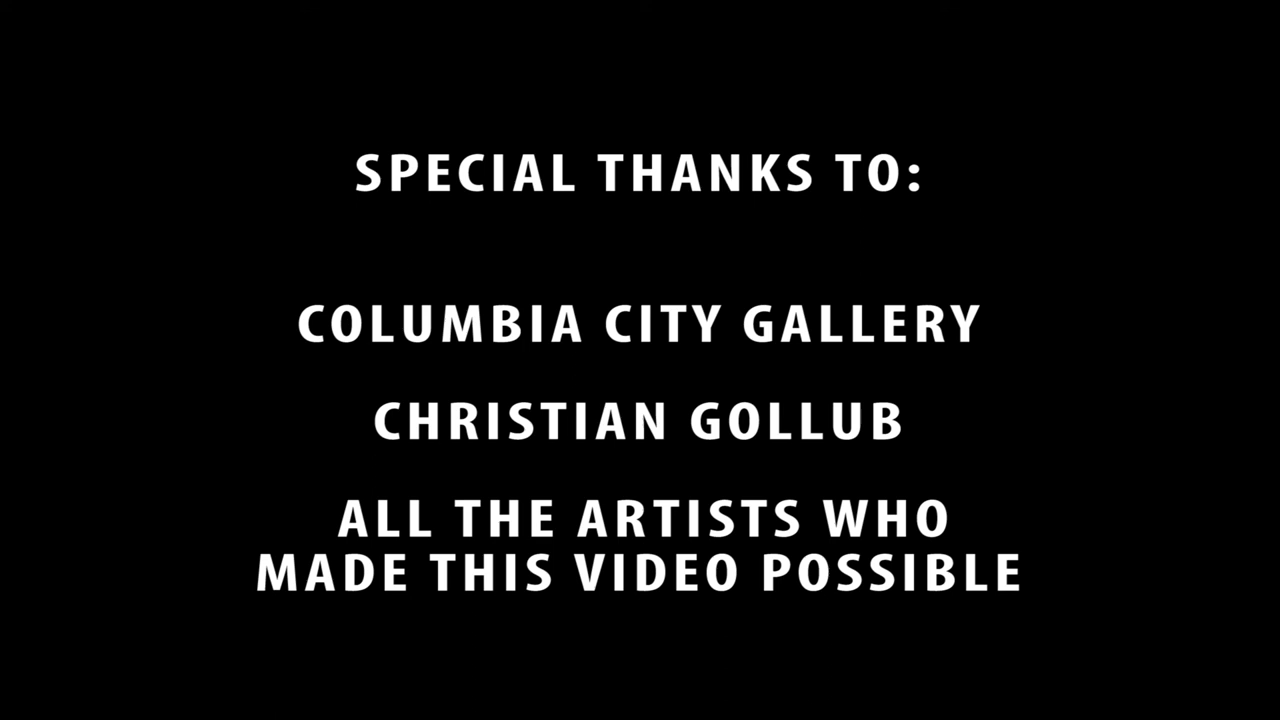 SPECIAL THANKS TO:
COLUMBIA CITY GALLERY
CHRISTIAN GOLLUB
ALL THE ARTISTS WHO
MADE THIS VIDEO POSSIBLE